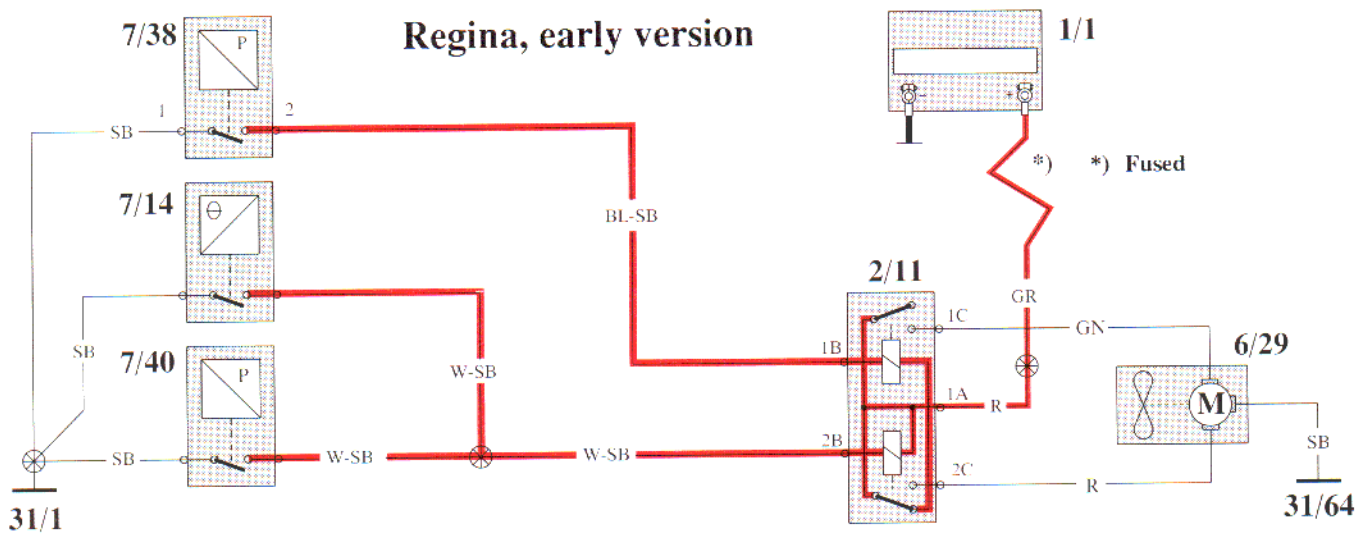 Regina, early version
7/38
P
1
2
SB
1/1
-
+
*)
*) Fused
7/14
Θ
BL-SB
2/11
GR
1C
GN
SB
7/40
P
W-SB
1B
6/29
1A
R
M
2B
SB
W-SB
W-SB
SB
2C
R
31/1
31/64